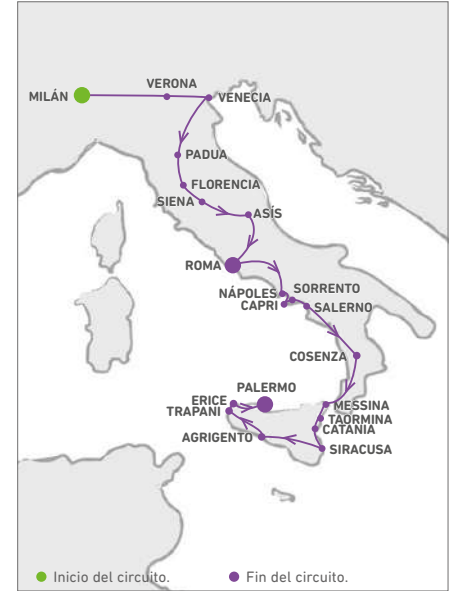 VERONA
MILÁN
VENECIA
PADUA
FLORENCIA
SIENA
ASÍS
ROMA
NÁPOLES
SORRENTO
CAPRI
SALERNO
COSENZA
PALERMO
ERICE
TRAPANI
MESSINA
TAORMINA
CATANIA
AGRIGENTO
SIRACUSA
Inicio del circuito.
Fin del circuito.